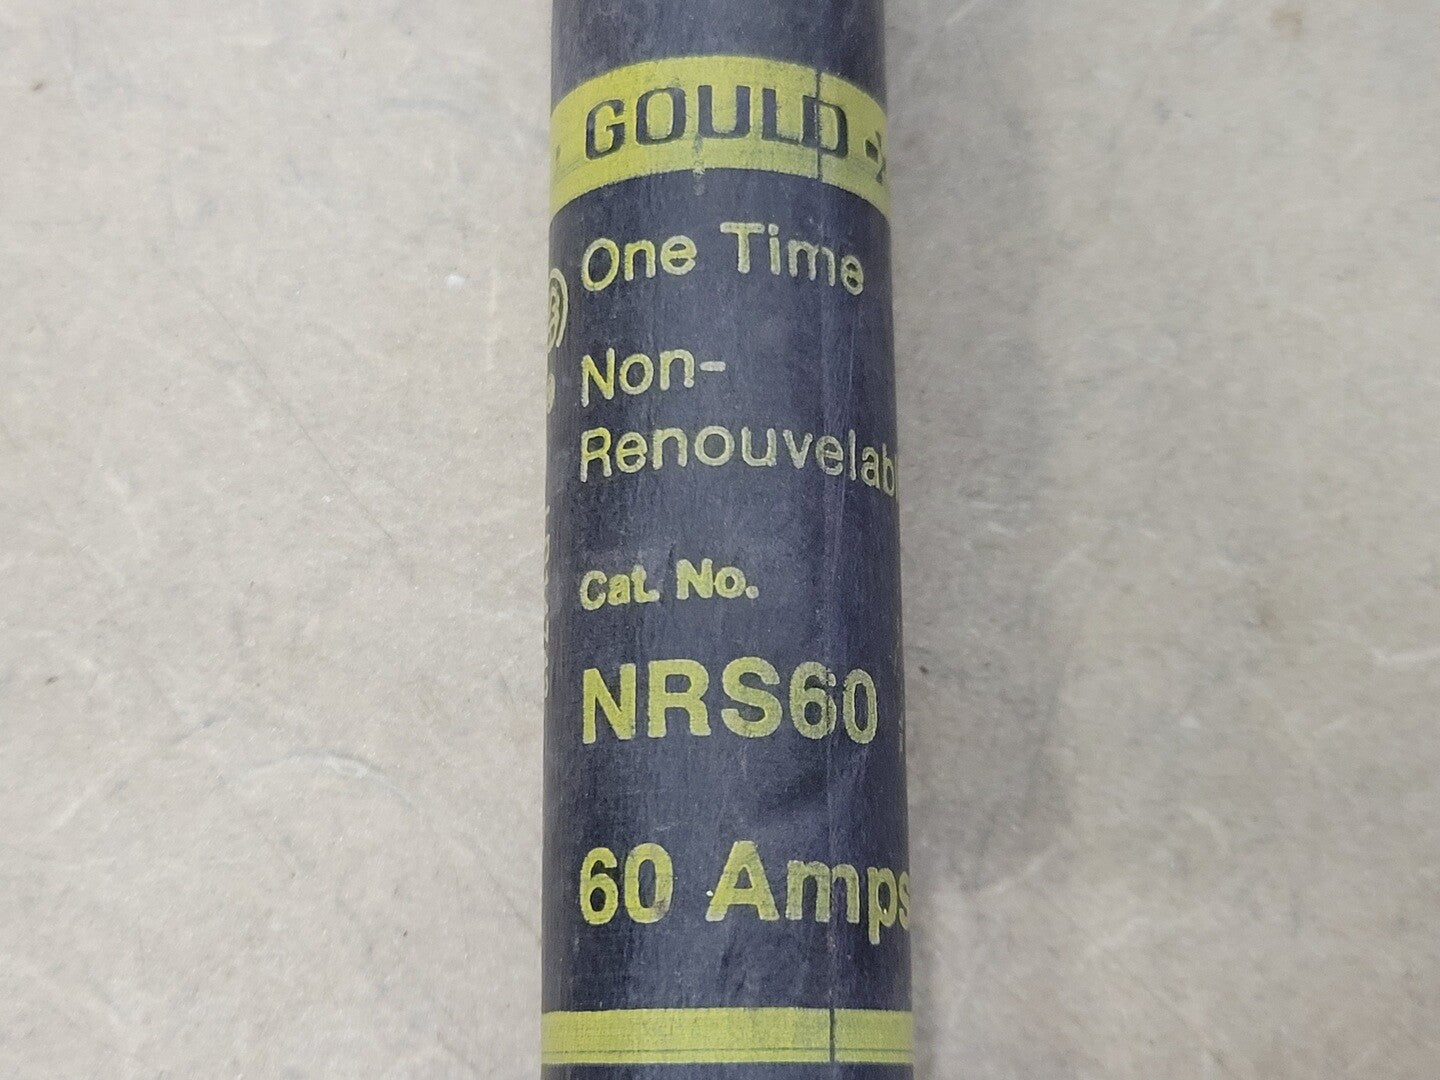 GOULD
One Time
Non-
Renouvelab
Cat. No.
NRS60
60 Amps